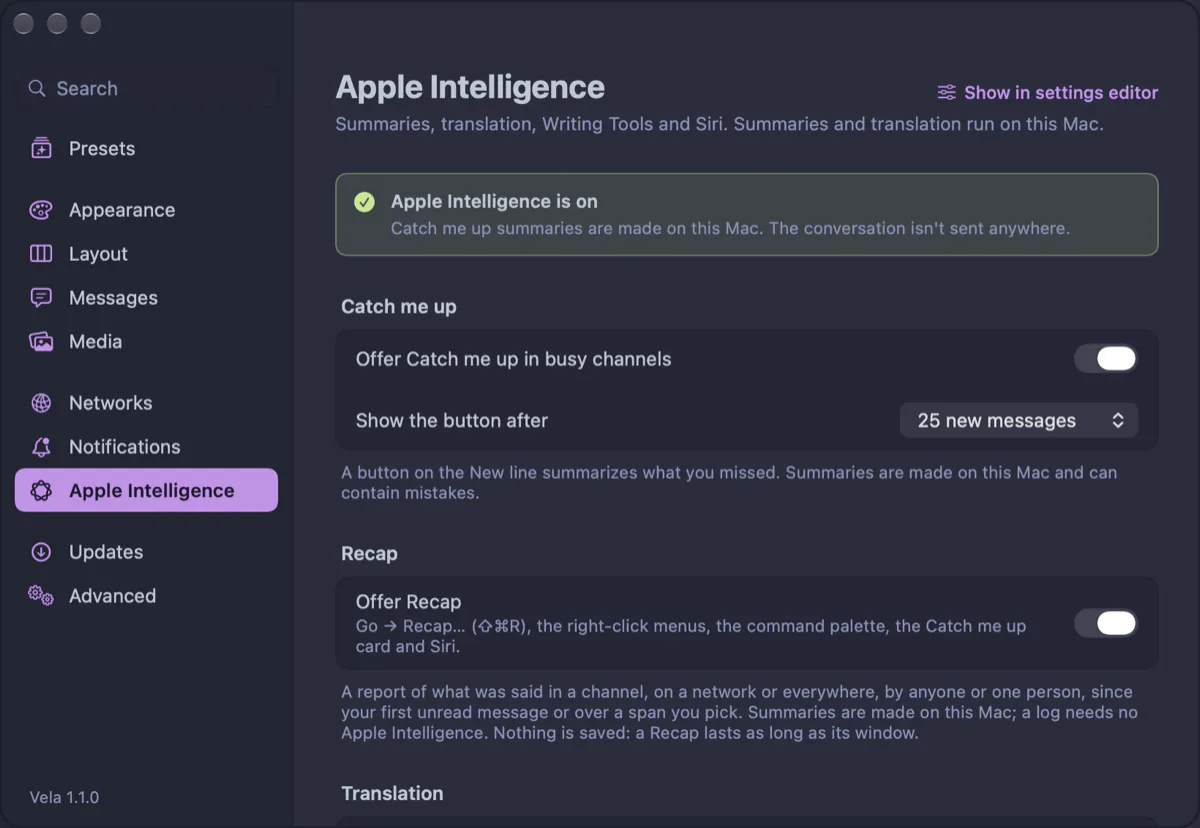 Search
Presets
Appearance
Layout
Messages
Media
Networks
Notifications
Apple Intelligence
Updates
Advanced
Vela 1.1.0
Apple Intelligence
Show in settings editor
Summaries, translation, Writing Tools and Siri. Summaries and translation run on this Mac.
Apple Intelligence is on
Catch me up summaries are made on this Mac. The conversation isn't sent anywhere.
Catch me up
Offer Catch me up in busy channels
Show the button after
25 new messages
A button on the New line summarizes what you missed. Summaries are made on this Mac and can
contain mistakes.
Recap
Offer Recap
Go → Recap... (⇧⌘R), the right-click menus, the command palette, the Catch me up
card and Siri.
A report of what was said in a channel, on a network or everywhere, by anyone or one person, since
your first unread message or over a span you pick. Summaries are made on this Mac; a log needs no
Apple Intelligence. Nothing is saved: a Recap lasts as long as its window.
Translation